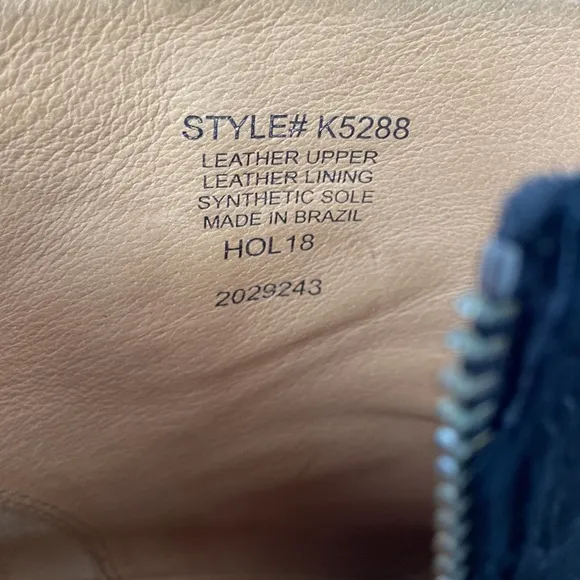 STYLE# K5288
LEATHER UPPER
LEATHER LINING
SYNTHETIC SOLE
MADE IN BRAZIL
HOL18
2029243